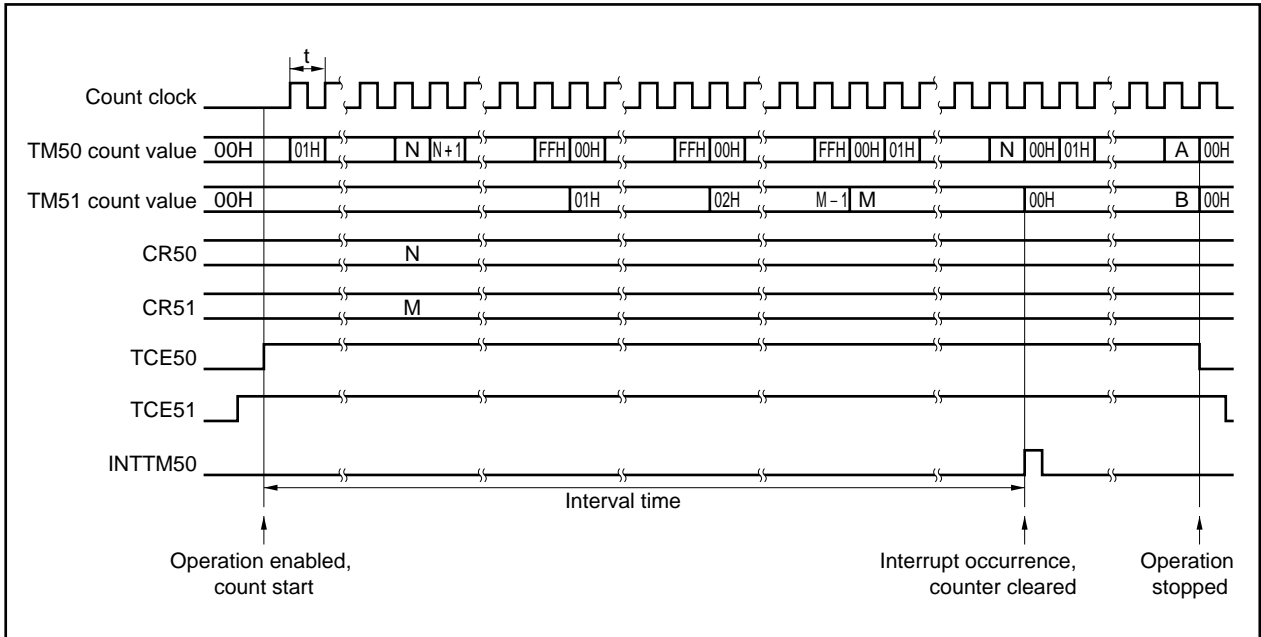 t
Count clock
TM50 count value 00H 01H N N + 1 FFH 00H FFH 00H FFH 00H 01H N 00H 01H A 00H
TM51 count value 00H 01H 02H M – 1 M 00H B 00H
CR50 N
CR51 M
TCE50
TCE51
INTTM50
Interval time
Operation enabled,
count start
Interrupt occurrence,
counter cleared
Operation
stopped